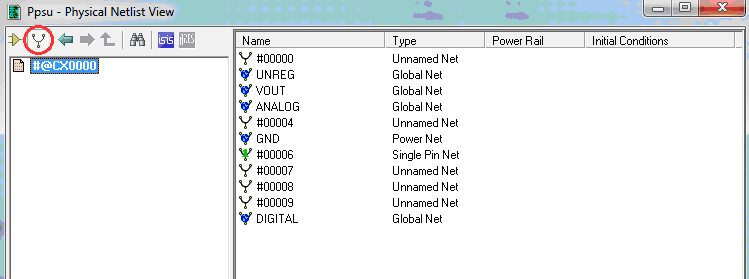 Ppsu - Physical Netlist View
ISIS
ARES
#@CX0000
Name Type Power Rail Initial Conditions
#00000 Unnamed Net
UNREG Global Net
VOUT Global Net
ANALOG Global Net
#00004 Unnamed Net
GND Power Net
#00006 Single Pin Net
#00007 Unnamed Net
#00008 Unnamed Net
#00009 Unnamed Net
DIGITAL Global Net